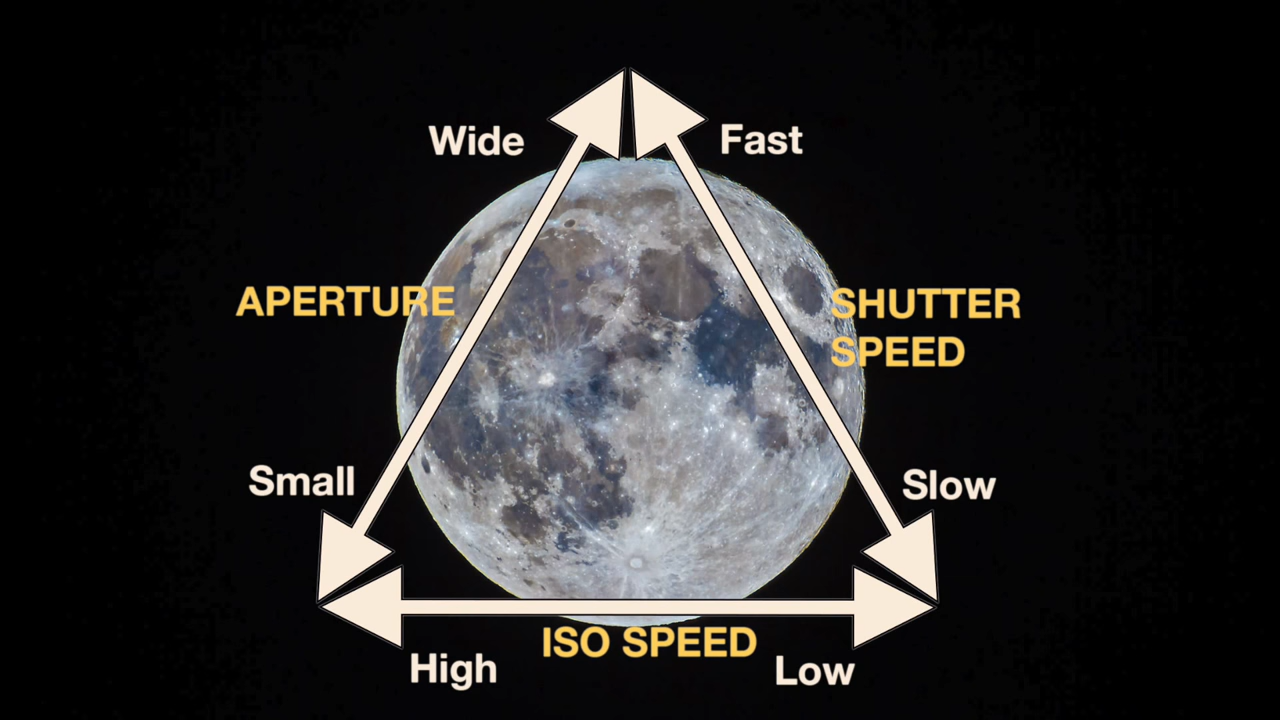 Wide
Fast
APERTURE
SHUTTER
SPEED
Small
Slow
ISO SPEED
High
Low